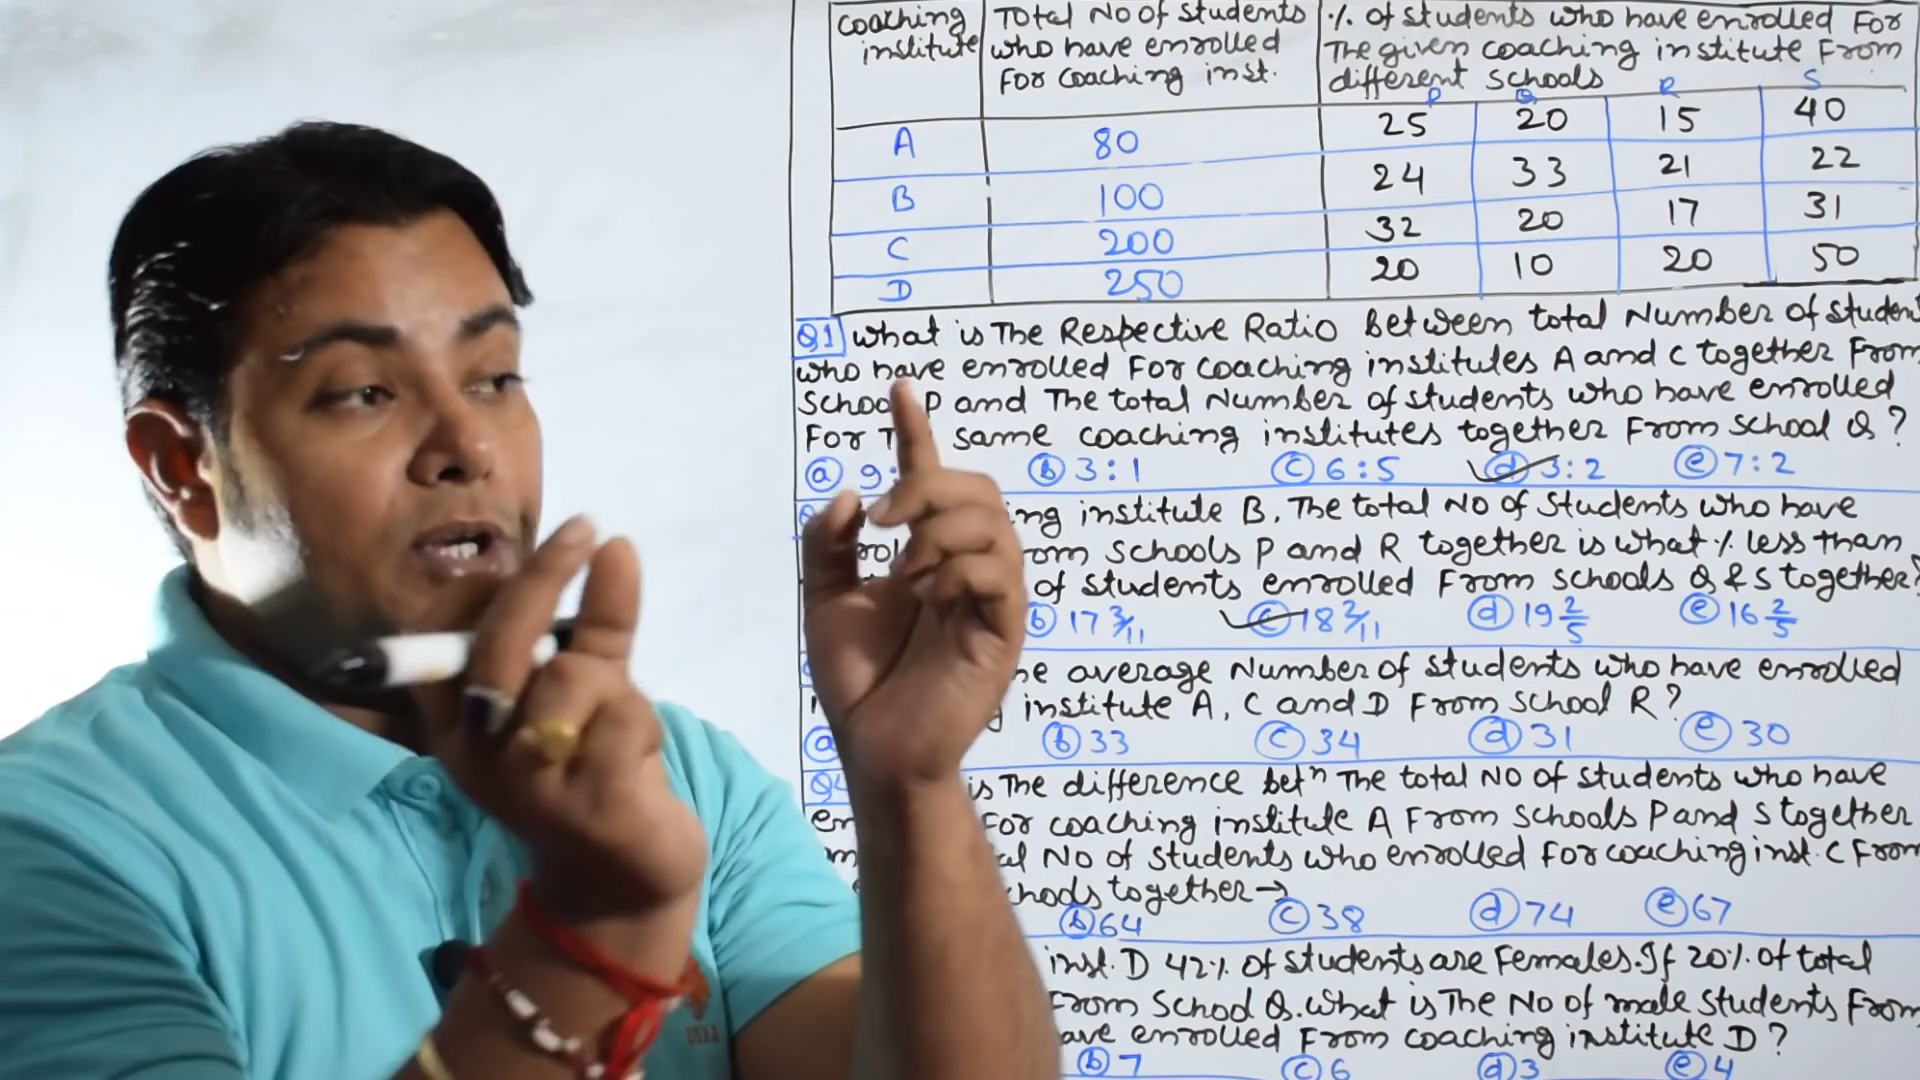 coaching institute
Total No of students who have enrolled For coaching inst.
% of students who have enrolled For The given coaching institute From different schools
P Q R S
A 80 25 20 15 40
B 100 24 33 21 22
C 200 32 20 17 31
D 250 20 10 20 50
Q1 what is The Respective Ratio between total Number of Student
who have enrolled For coaching institutes A and C together From
School P and The total Number of students who have enrolled
For same coaching institutes together From school Q?
(a) 9: (b) 3:1 (c) 6:5 (d) 3:2 (e) 7:2
institute B, The total No of Students who have
Schools P and R together is what % less than
of students enrolled From schools Q & S together?
(b) 17 3/11 (c) 18 2/11 (d) 19 2/5 (e) 16 2/5
average Number of students who have enrolled
institute A, C and D From school R?
(a) (b) 33 (c) 34 (d) 31 (e) 30
is The difference betn The total No of students who have
For coaching institute A From schools P and S together
No of students who enrolled For coaching inst. C From
together →
(b) 64 (c) 38 (d) 74 (e) 67
inst. D 42% of students are Females. If 20% of total
From School Q. what is The No of male students From
enrolled From coaching institute D?
(b) 7 (c) 6 (d) 3 (e) 4